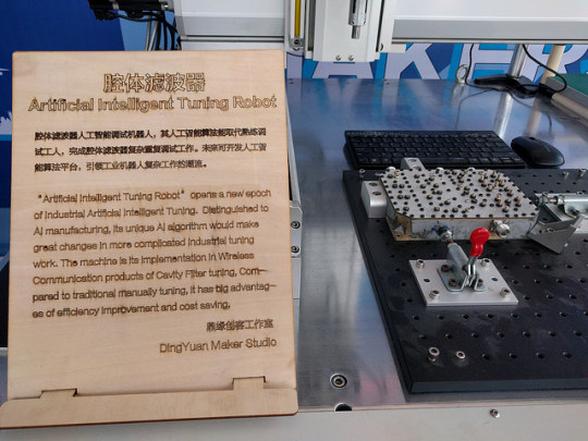 腔体滤波器
Artificial Intelligent Tuning Robot
腔体滤波器人工智能调试机器人，其人工智能算法能取代熟练调
试工人，完成腔体滤波器复杂重复调试工作。未来可开发人工智
能算法平台，引领工业机器人复杂工作的潮流。
“Artificial Intelligent Tuning Robot” opens a new epoch
of Industrial Artificial Intelligent Tuning. Distinguished to
AI manufacturing, its unique AI algorithm would make
great changes in more complicated industrial tuning
work. The machine is its implementation in Wireless
Communication products of Cavity Filter tuning, Com-
pared to traditional manually tuning, it has big advantag-
es of efficiency improvement and cost saving.
创客工作室
DingYuan Maker Studio
AKER